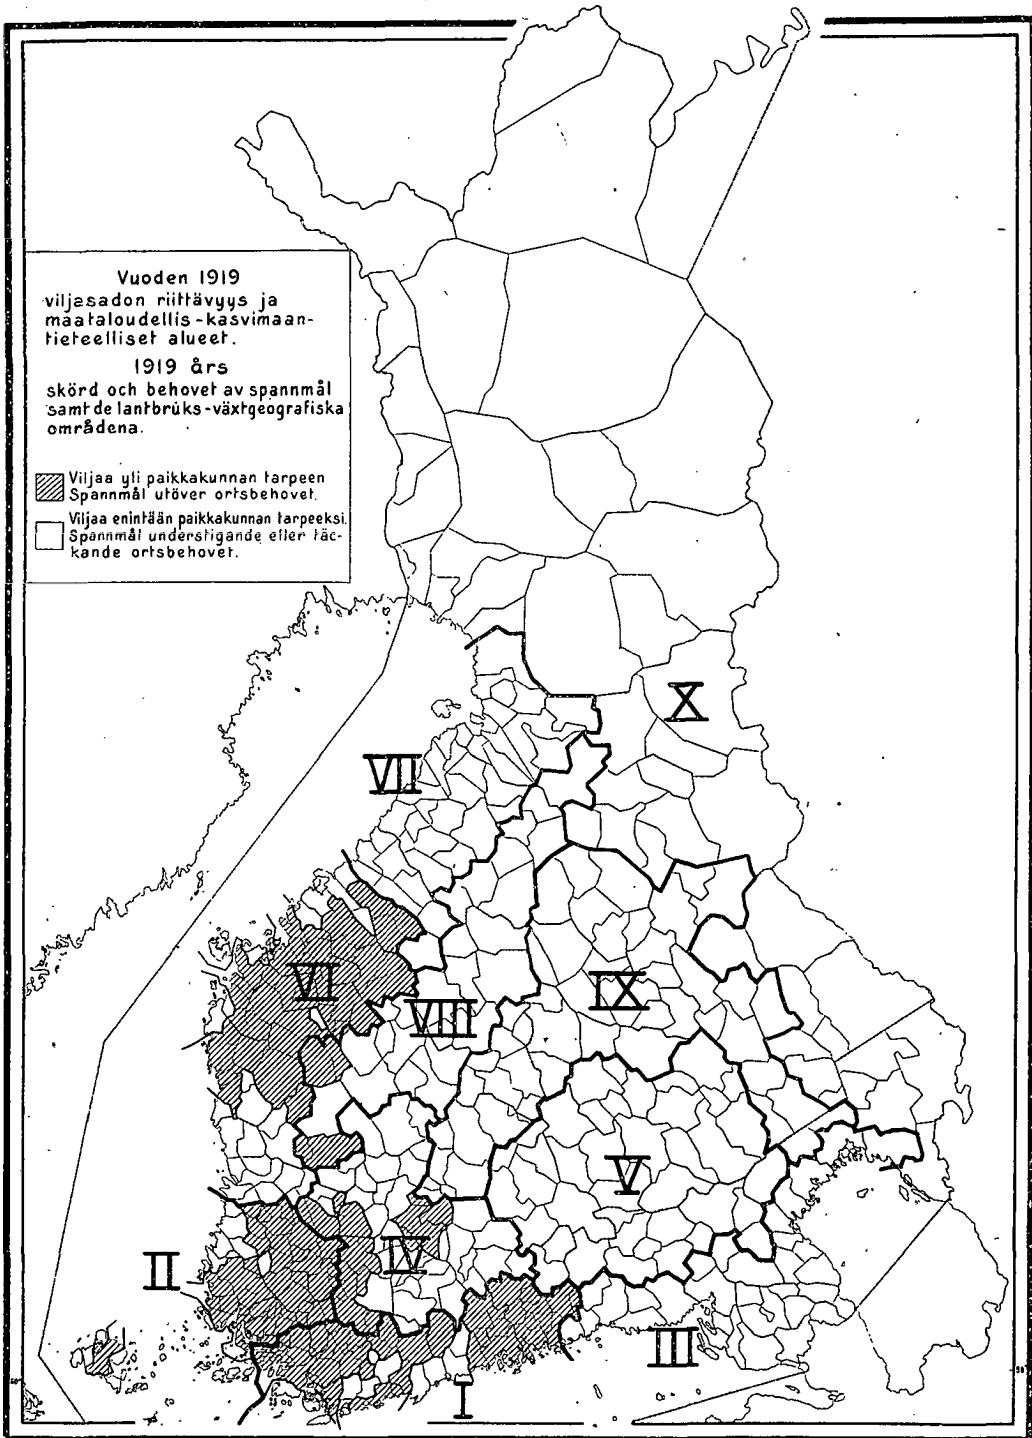 Vuoden 1919
viljasadon riittävyys ja
maataloudellis-kasvimaan-
tieteelliset alueet.
1919 års
skörd och behovet av spannmål
samt de lantbruks-växtgeografiska
områdena.
Viljaa yli paikkakunnan tarpeen
Spannmål utöver ortsbehovet.
Viljaa enintään paikkakunnan tarpeeksi.
Spannmål understigande eller täc-
kande ortsbehovet.
X
VII
VI
VIII
IX
V
II
IV
III
I